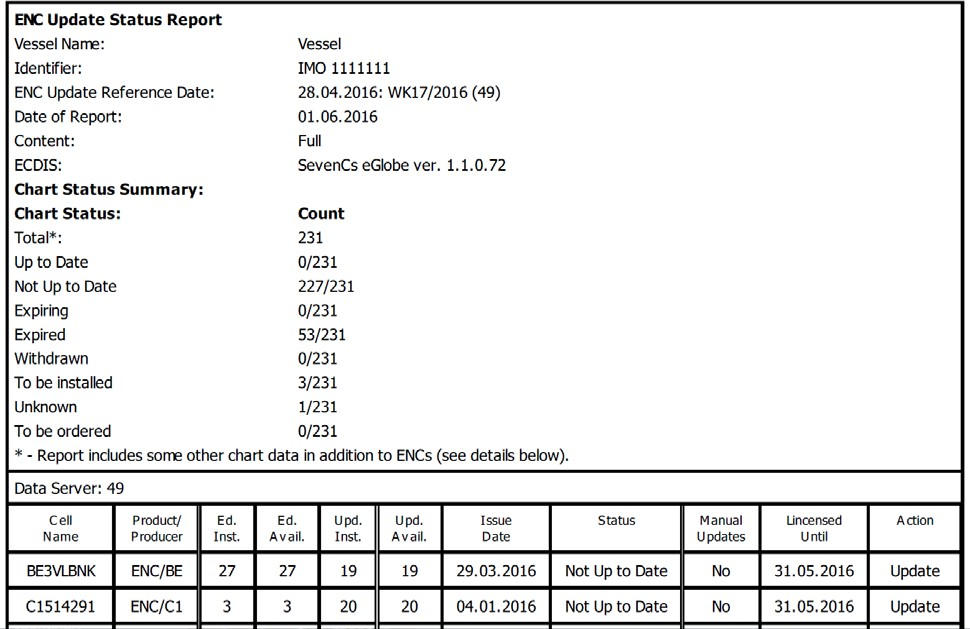 ENC Update Status Report
Vessel Name: Vessel
Identifier: IMO 1111111
ENC Update Reference Date: 28.04.2016: WK17/2016 (49)
Date of Report: 01.06.2016
Content: Full
ECDIS: SevenCs eGlobe ver. 1.1.0.72
Chart Status Summary:
Chart Status: Count
Total*: 231
Up to Date 0/231
Not Up to Date 227/231
Expiring 0/231
Expired 53/231
Withdrawn 0/231
To be installed 3/231
Unknown 1/231
To be ordered 0/231
* - Report includes some other chart data in addition to ENCs (see details below).
Data Server: 49
Cell Product/ Ed. Ed. Upd. Upd. Issue Status Manual Lincensed Action
Name Producer Inst. Avail. Inst. Avail. Date Updates Until
BE3VLBNK ENC/BE 27 27 19 19 29.03.2016 Not Up to Date No 31.05.2016 Update
C1514291 ENC/C1 3 3 20 20 04.01.2016 Not Up to Date No 31.05.2016 Update